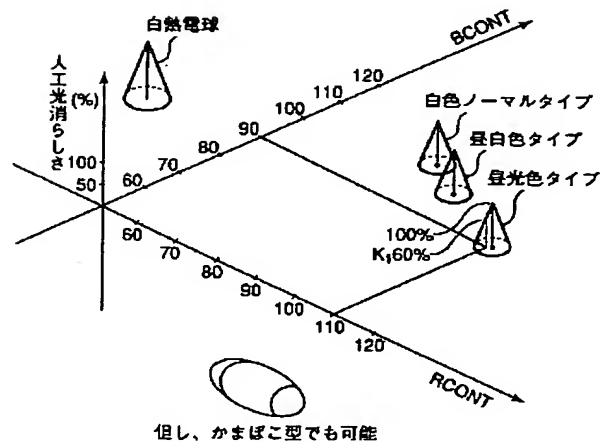 白熱電球
BCONT
人工光消らしさ
(%)
100
50
60
70
80
90
100
110
120
白色ノーマルタイプ
昼白色タイプ
昼光色タイプ
100%
K₁60%
60
70
80
90
100
110
120
RCONT
但し、かまぼこ型でも可能